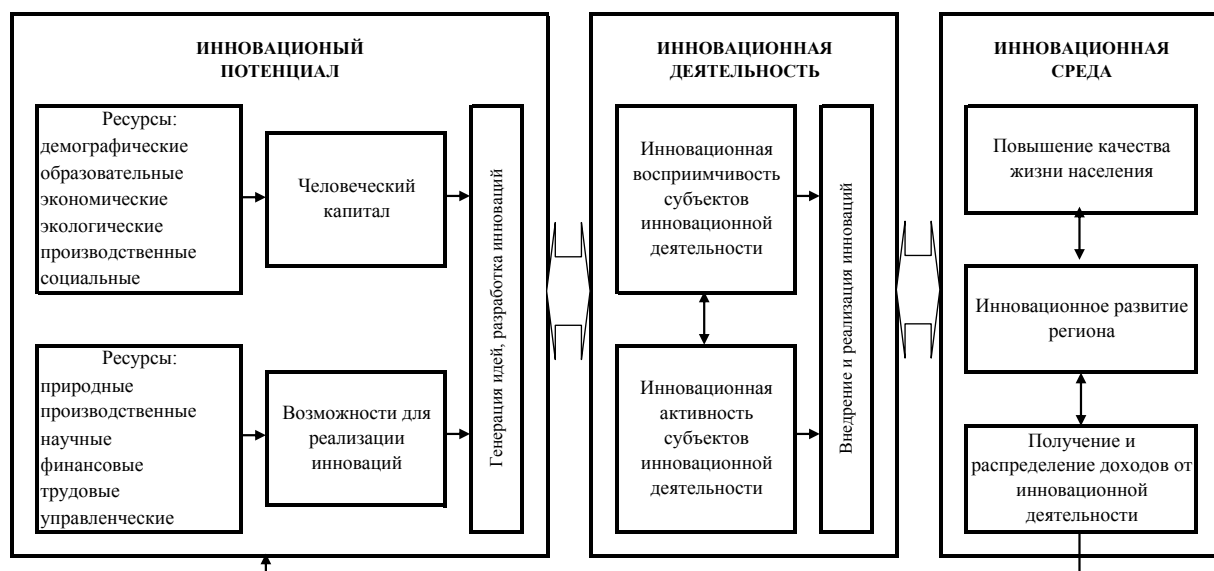 ИННОВАЦИОНЫЙ
ПОТЕНЦИАЛ
Ресурсы:
демографические
образовательные
экономические
экологические
производственные
социальные
Человеческий
капитал
Ресурсы:
природные
производственные
научные
финансовые
трудовые
управленческие
Возможности для
реализации
инноваций
Генерация идей, разработка инноваций
ИННОВАЦИОННАЯ
ДЕЯТЕЛЬНОСТЬ
Инновационная
восприимчивость
субъектов
инновационной
деятельности
Инновационная
активность
субъектов
инновационной
деятельности
Внедрение и реализация инноваций
ИННОВАЦИОННАЯ
СРЕДА
Повышение качества
жизни населения
Инновационное развитие
региона
Получение и
распределение доходов от
инновационной
деятельности